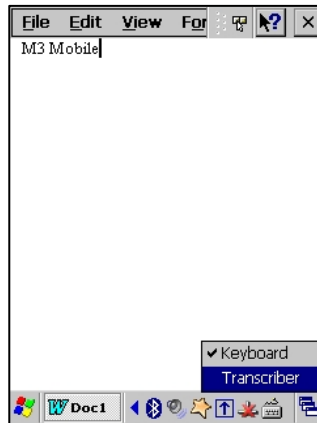 File Edit View For
M3 Mobile
Keyboard
Transcriber
Doc1